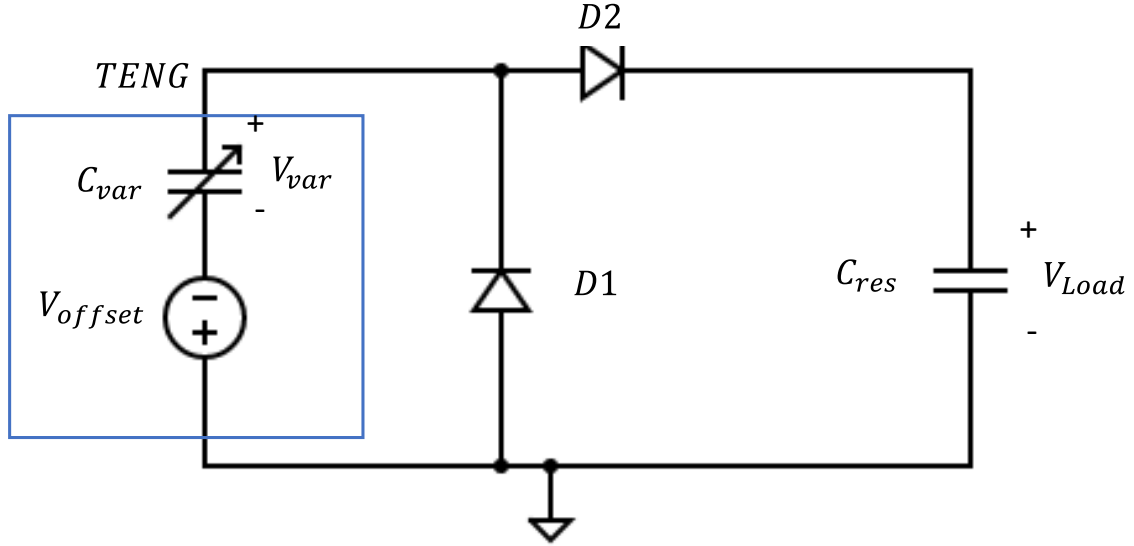 D2
TENG
+
C_var
V_var
-
V_offset
-
+
D1
C_res
+
V_Load
-